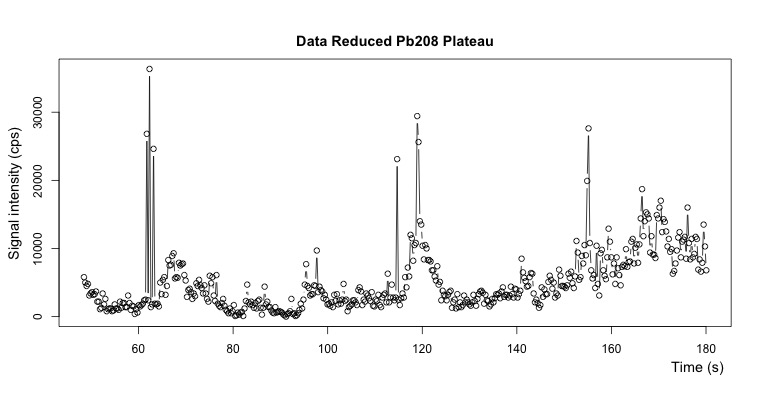 Data Reduced Pb208 Plateau
Signal intensity (cps)
30000
20000
10000
0
60 80 100 120 140 160 180
Time (s)